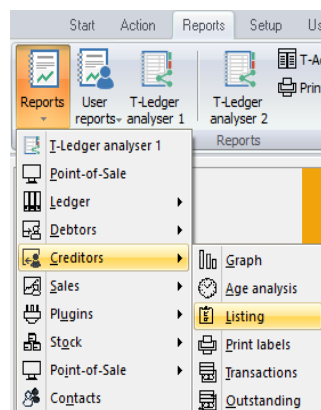 Start Action Reports Setup
Reports
User reports
T-Ledger analyser 1
T-Ledger analyser 2
Reports
T-Ledger analyser 1
Point-of-Sale
Ledger
Debtors
Creditors
Graph
Sales
Age analysis
Plugins
Listing
Stock
Print labels
Point-of-Sale
Transactions
Contacts
Outstanding